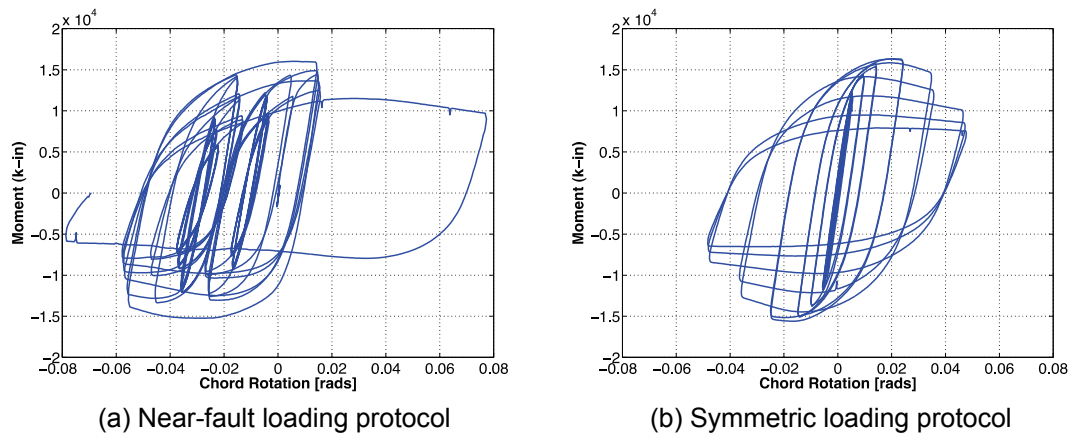 x 10⁴
2
1.5
1
0.5
0
−0.5
−1
−1.5
−2
Moment (k−in)
−0.08 −0.06 −0.04 −0.02 0 0.02 0.04 0.06 0.08
Chord Rotation [rads]
(a) Near-fault loading protocol
x 10⁴
2
1.5
1
0.5
0
−0.5
−1
−1.5
−2
Moment (k−in)
−0.08 −0.06 −0.04 −0.02 0 0.02 0.04 0.06 0.08
Chord Rotation [rads]
(b) Symmetric loading protocol